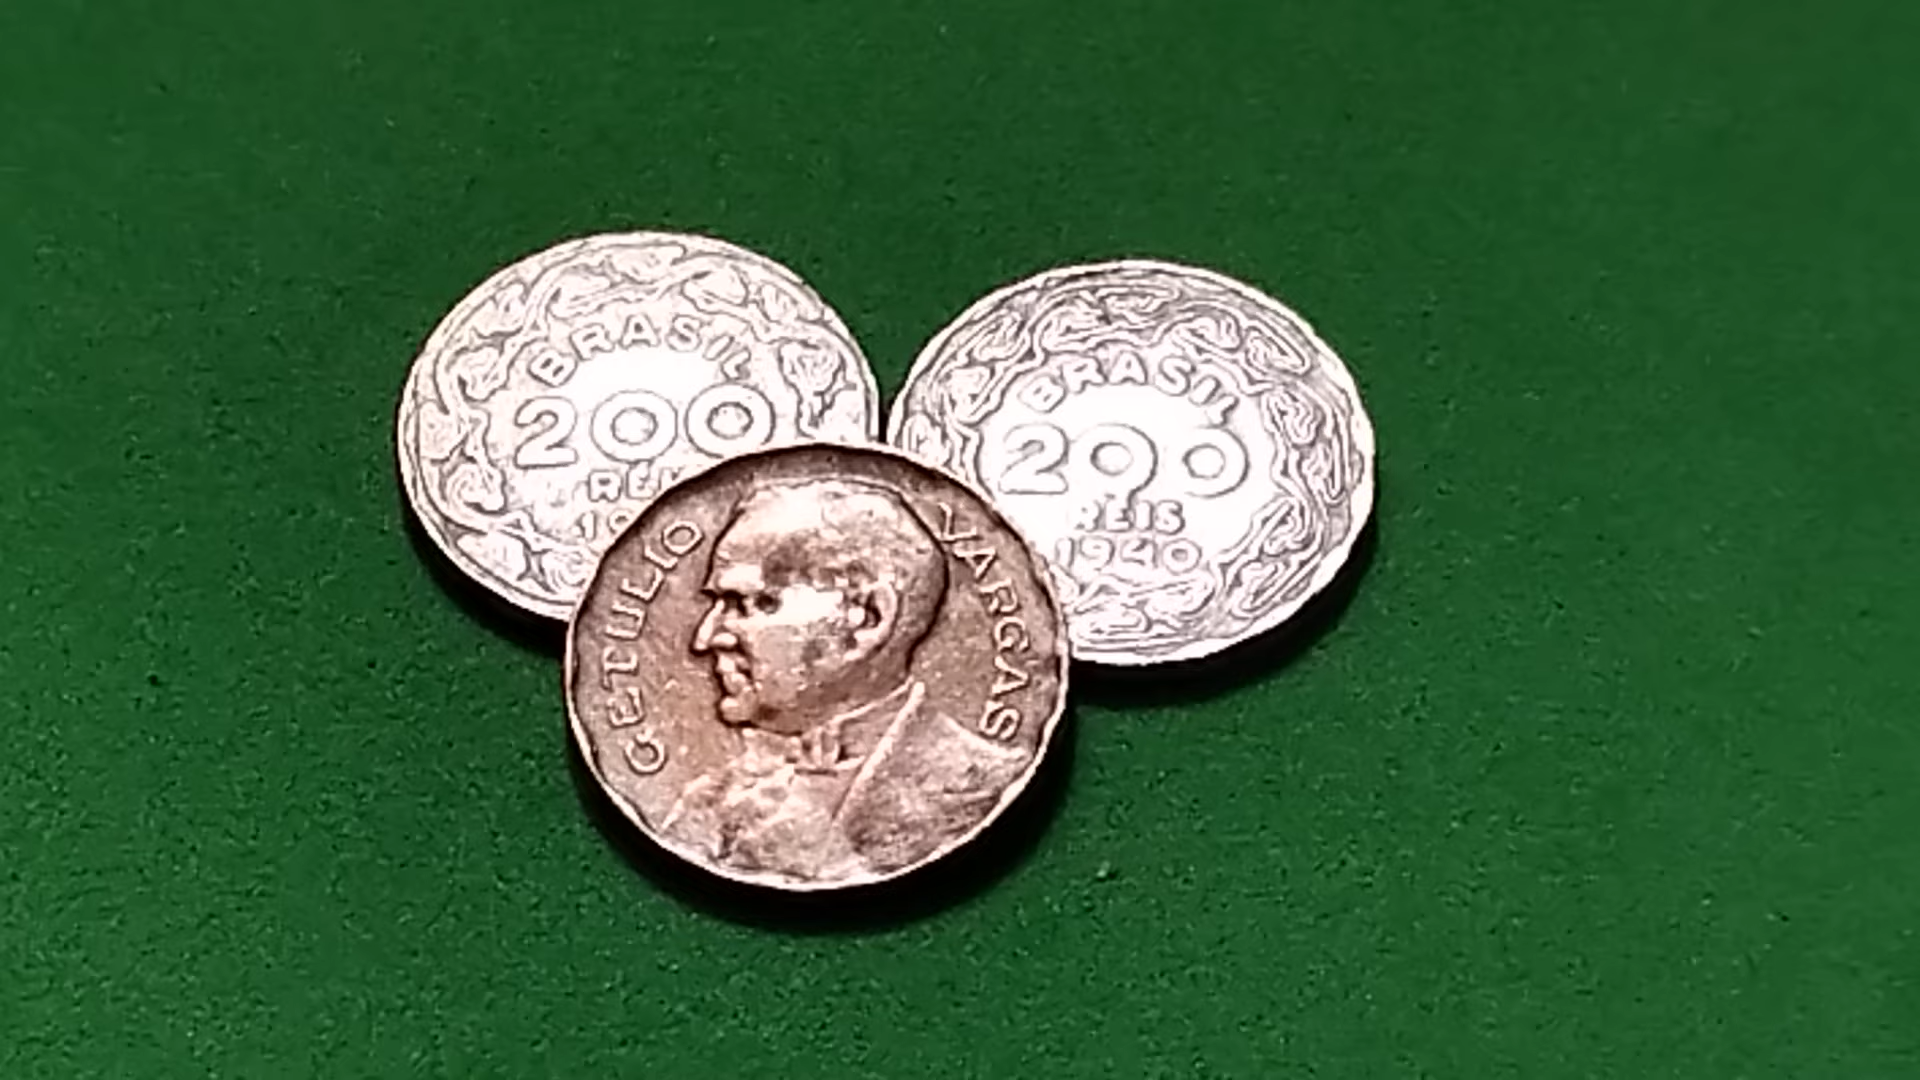 BRASIL
200
REIS
1940
BRASIL
200
GETULIO VARGAS